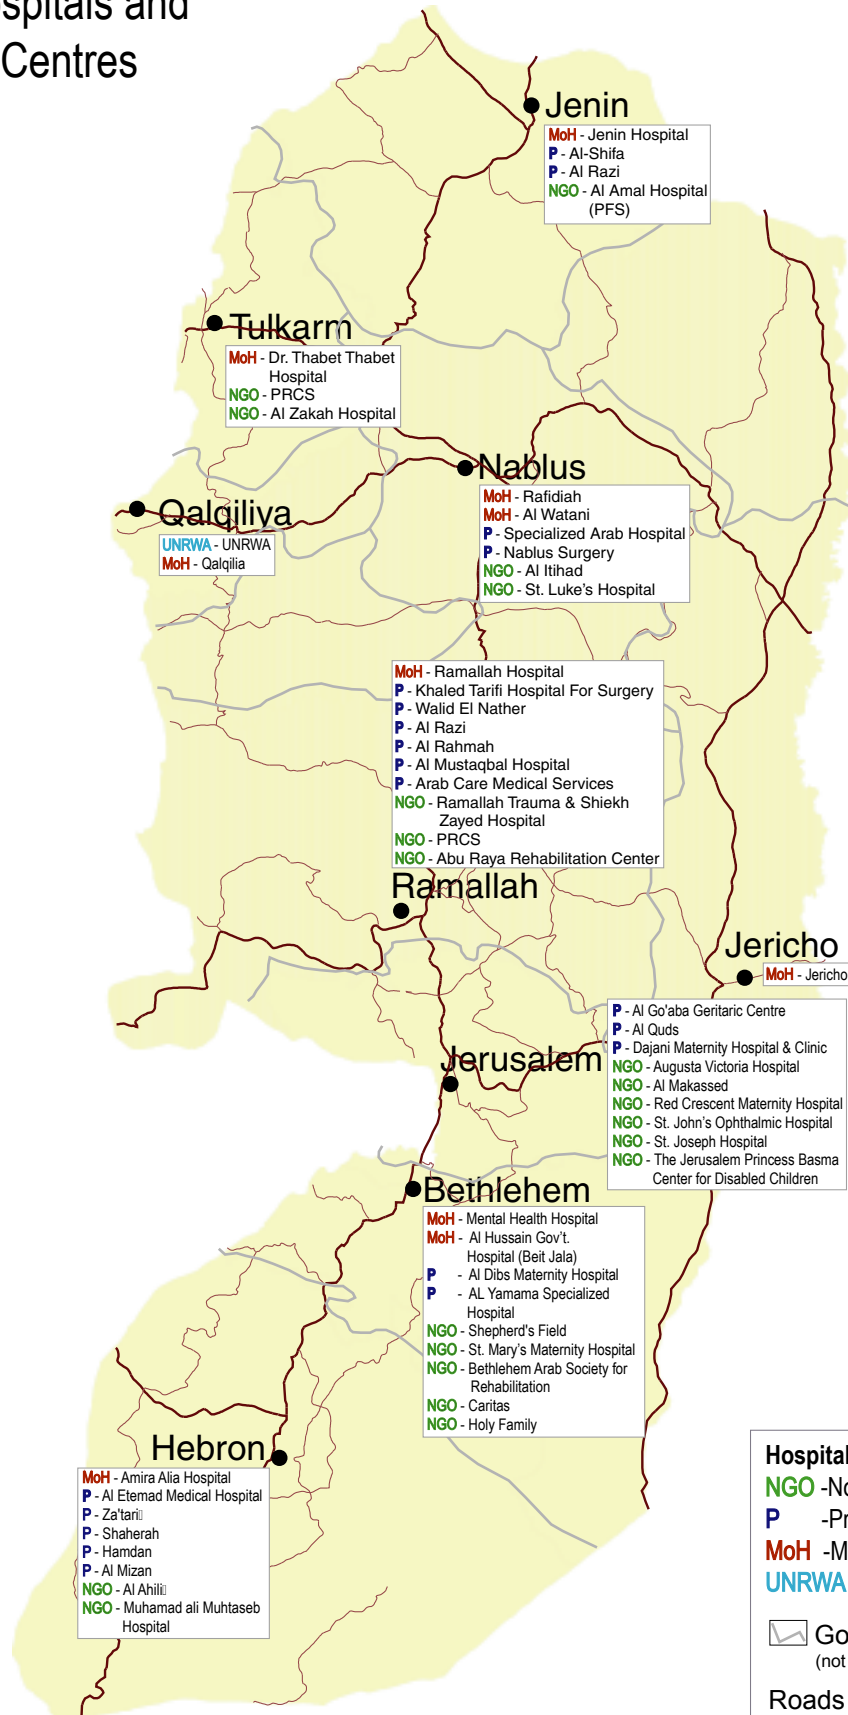 spitals and
Centres
Jenin
MoH - Jenin Hospital
P - Al-Shifa
P - Al Razi
NGO - Al Amal Hospital
(PFS)
Tulkarm
MoH - Dr. Thabet Thabet
Hospital
NGO - PRCS
NGO - Al Zakah Hospital
Nablus
MoH - Rafidiah
MoH - Al Watani
P - Specialized Arab Hospital
P - Nablus Surgery
NGO - Al Itihad
NGO - St. Luke's Hospital
Qalqiliya
UNRWA - UNRWA
MoH - Qalqilia
MoH - Ramallah Hospital
P - Khaled Tarifi Hospital For Surgery
P - Walid El Nather
P - Al Razi
P - Al Rahmah
P - Al Mustaqbal Hospital
P - Arab Care Medical Services
NGO - Ramallah Trauma & Shiekh
Zayed Hospital
NGO - PRCS
NGO - Abu Raya Rehabilitation Center
Ramallah
Jericho
MoH - Jericho
P - Al Go'aba Geritaric Centre
P - Al Quds
P - Dajani Maternity Hospital & Clinic
NGO - Augusta Victoria Hospital
NGO - Al Makassed
NGO - Red Crescent Maternity Hospital
NGO - St. John's Ophthalmic Hospital
NGO - St. Joseph Hospital
NGO - The Jerusalem Princess Basma
Center for Disabled Children
Jerusalem
Bethlehem
MoH - Mental Health Hospital
MoH - Al Hussain Gov't.
Hospital (Beit Jala)
P - Al Dibs Maternity Hospital
P - AL Yamama Specialized
Hospital
NGO - Shepherd's Field
NGO - St. Mary's Maternity Hospital
NGO - Bethlehem Arab Society for
Rehabilitation
NGO - Caritas
NGO - Holy Family
Hebron
MoH - Amira Alia Hospital
P - Al Etemad Medical Hospital
P - Za'tari
P - Shaherah
P - Hamdan
P - Al Mizan
NGO - Al Ahili
NGO - Muhamad ali Muhtaseb
Hospital
Hospital
NGO -No
P -Pr
MoH -M
UNRWA
Go
(not
Roads